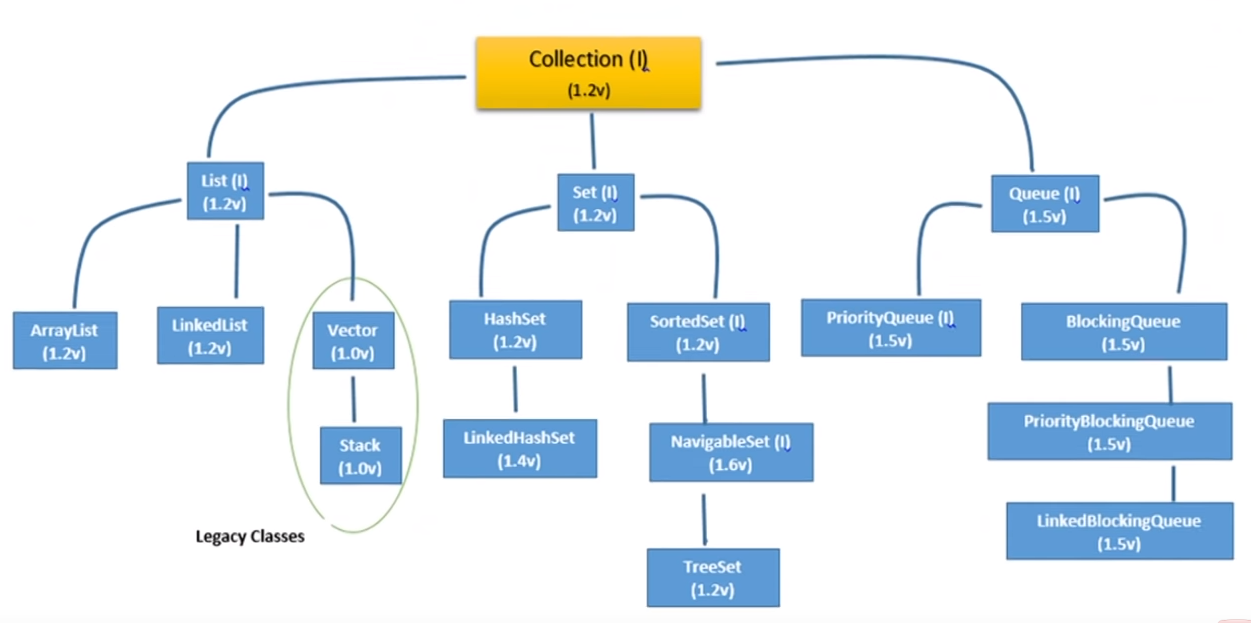 Collection (I)
(1.2v)
List (I)
(1.2v)
Set (I)
(1.2v)
Queue (I)
(1.5v)
ArrayList
(1.2v)
LinkedList
(1.2v)
Vector
(1.0v)
HashSet
(1.2v)
SortedSet (I)
(1.2v)
PriorityQueue (I)
(1.5v)
BlockingQueue
(1.5v)
Stack
(1.0v)
LinkedHashSet
(1.4v)
NavigableSet (I)
(1.6v)
PriorityBlockingQueue
(1.5v)
Legacy Classes
LinkedBlockingQueue
(1.5v)
TreeSet
(1.2v)